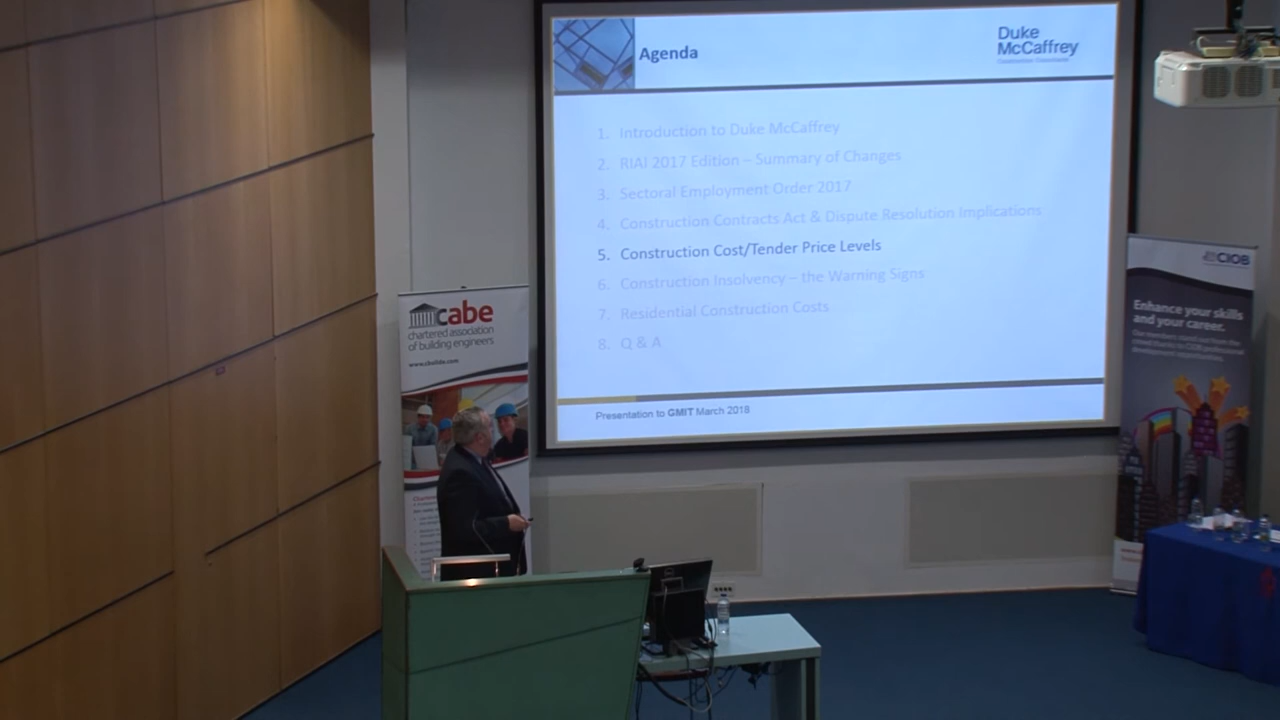 Agenda
Duke
McCaffrey
Construction Consultants
1. Introduction to Duke McCaffrey
2. RIAI 2017 Edition – Summary of Changes
3. Sectoral Employment Order 2017
4. Construction Contracts Act & Dispute Resolution Implications
5. Construction Cost/Tender Price Levels
6. Construction Insolvency – the Warning Signs
7. Residential Construction Costs
8. Q & A
Presentation to GMIT March 2018
cabe
chartered association
of building engineers
CIOB
Enhance your skills
and your career.